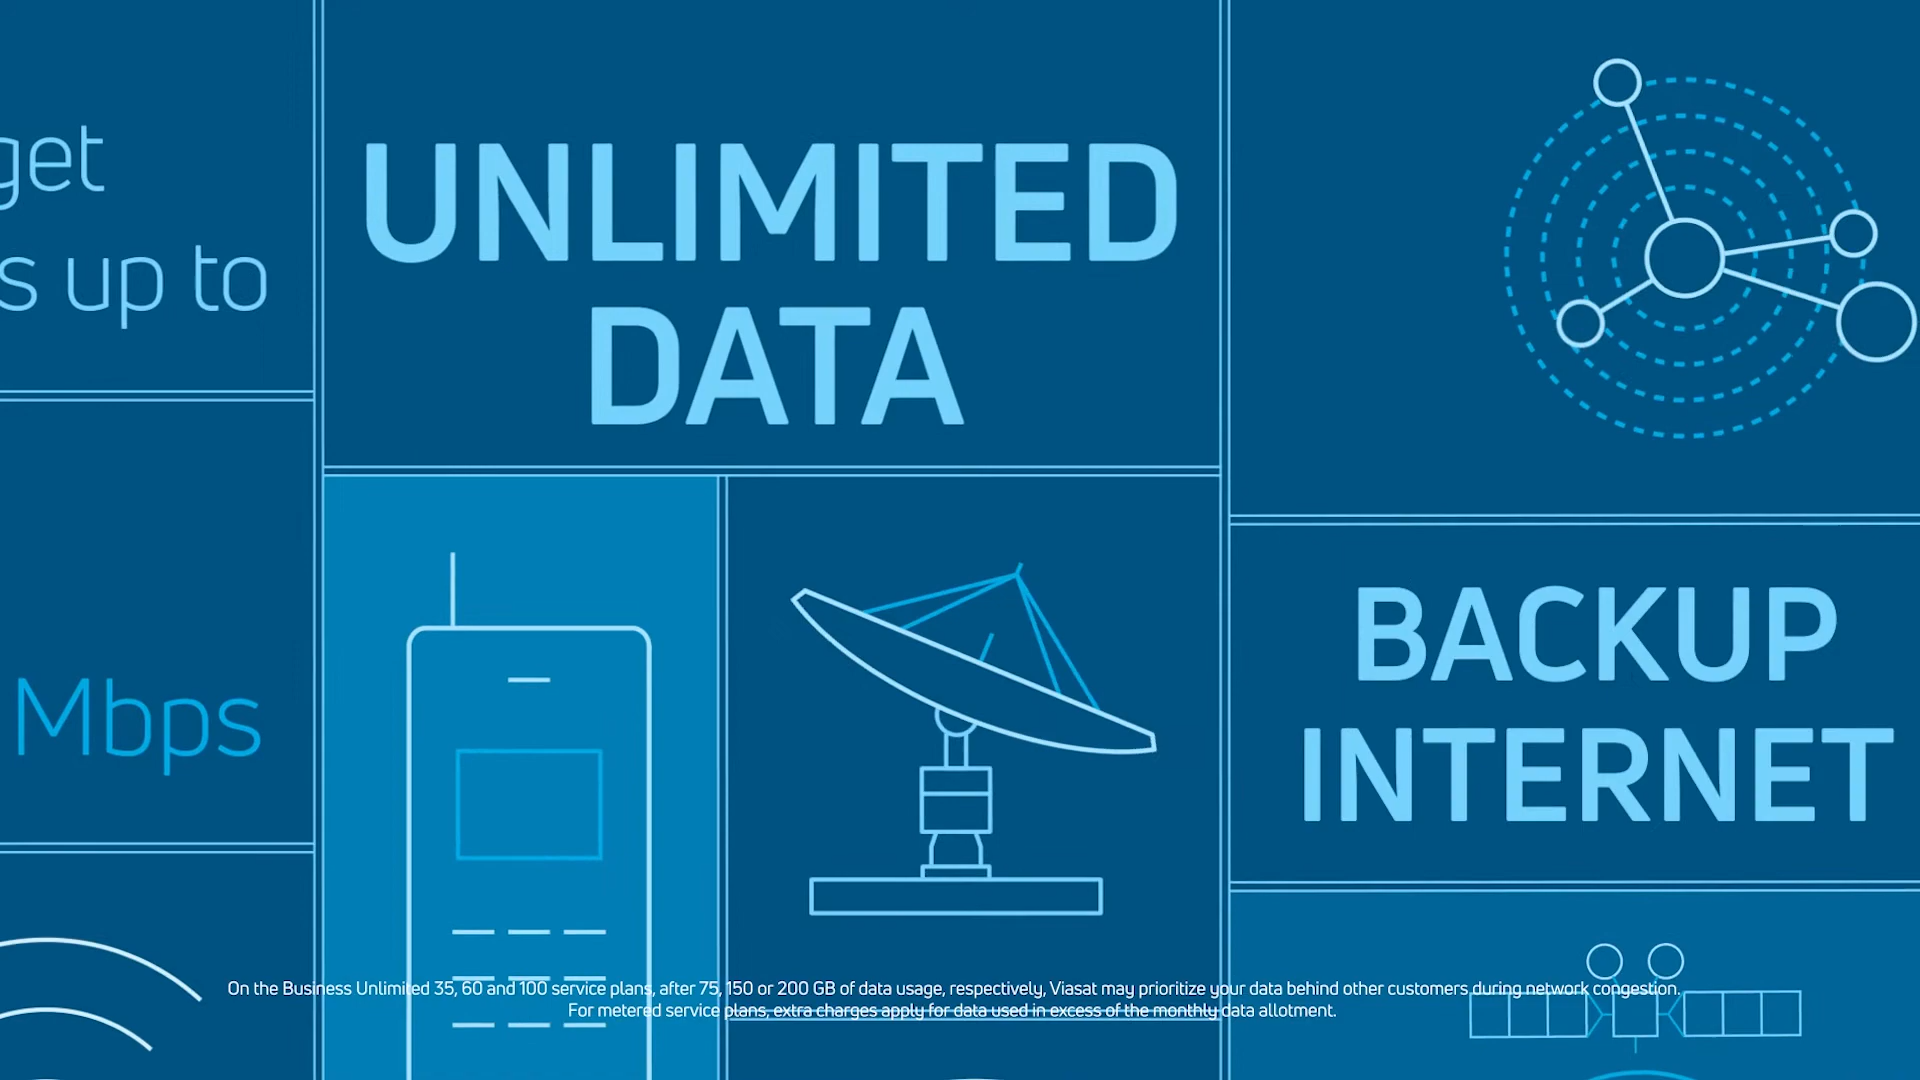 get
s up to
Mbps
UNLIMITED
DATA
BACKUP
INTERNET
On the Business Unlimited 35, 60 and 100 service plans, after 75, 150 or 200 GB of data usage, respectively, Viasat may prioritize your data behind other customers during network congestion.
For metered service plans, extra charges apply for data used in excess of the monthly data allotment.